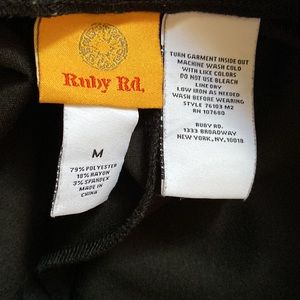 Ruby Rd.
M
79% POLYESTER
18% RAYON
3% SPANDEX
MADE IN
CHINA
TURN GARMENT INSIDE OUT
MACHINE WASH COLD
WITH LIKE COLORS
DO NOT USE BLEACH
LINE DRY
LOW IRON AS NEEDED
WASH BEFORE WEARING
STYLE 76103 M2
RN 107680
RUBY RD.
1333 BROADWAY
NEW YORK, NY. 10018